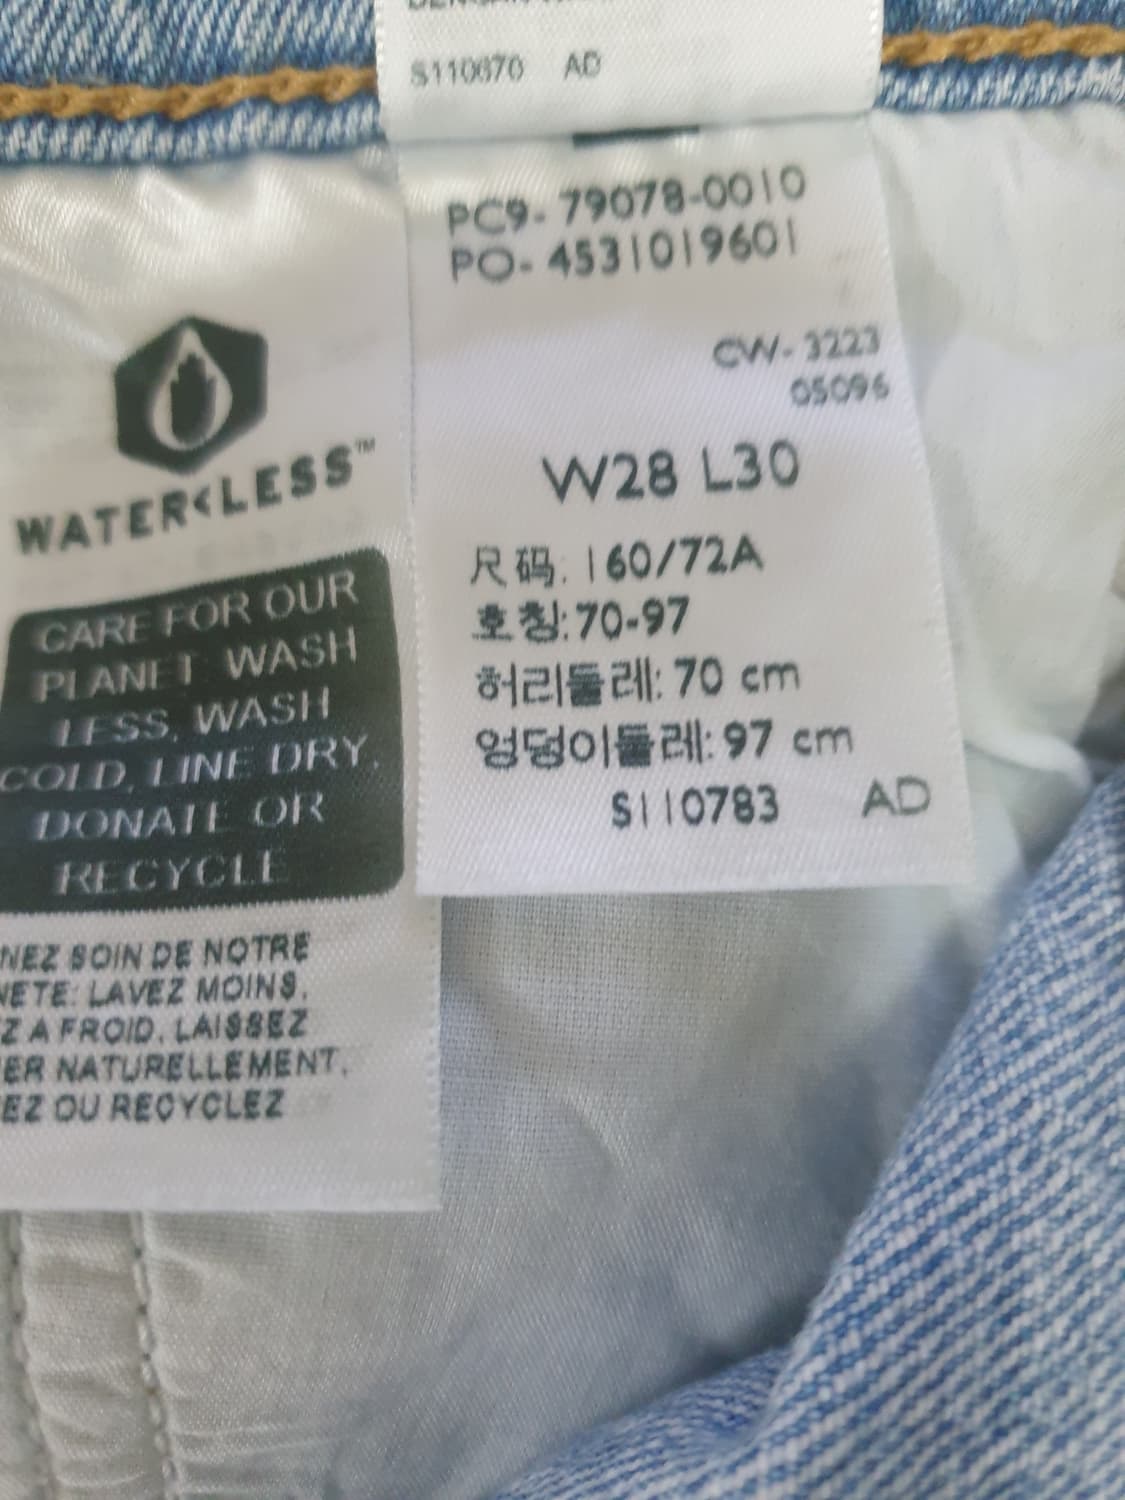 S110670 AD
PC9- 79078-0010
PO- 4531019601
CW- 3223
05096
W28 L30
尺码: 160/72A
호칭: 70-97
허리둘레: 70 cm
엉덩이둘레: 97 cm
S110783 AD
WATER<LESS™
CARE FOR OUR
PLANET WASH
LESS, WASH
COLD, LINE DRY,
DONATE OR
RECYCLE
NEZ SOIN DE NOTRE
NETE: LAVEZ MOINS,
Z A FROID, LAISSEZ
ER NATURELLEMENT,
EZ OU RECYCLEZ